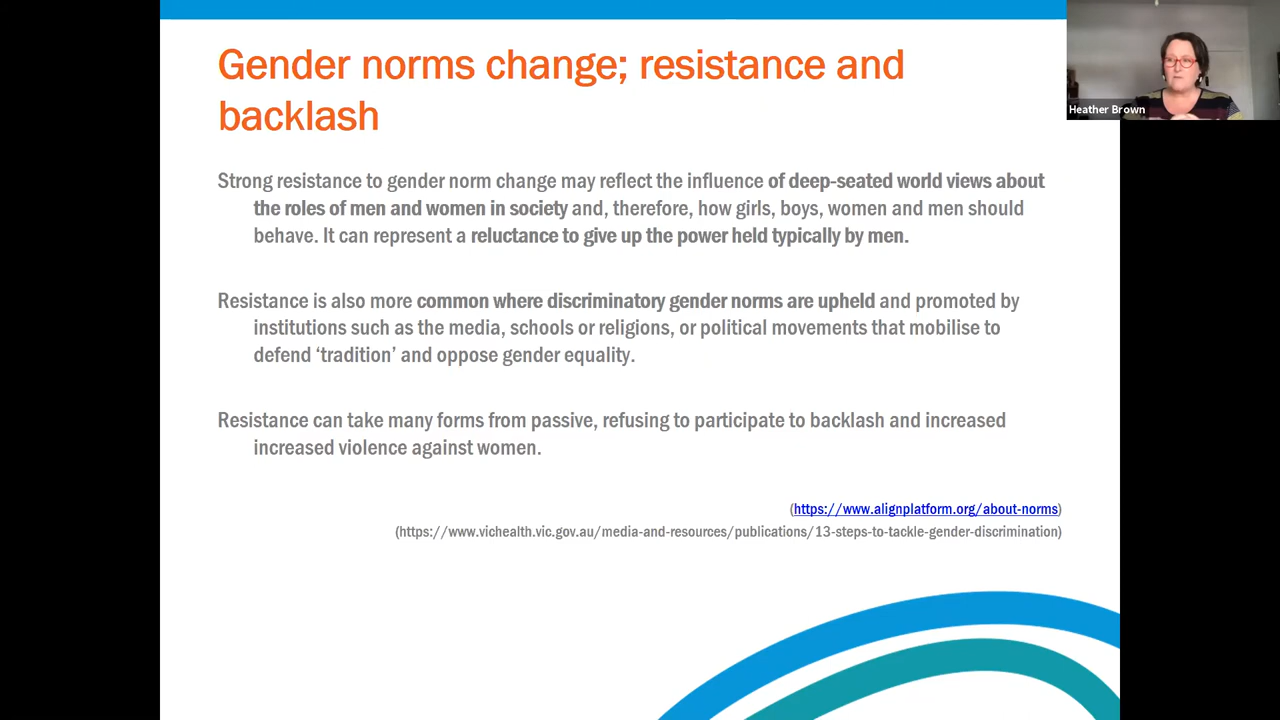 Gender norms change; resistance and
backlash
Heather Brown
Strong resistance to gender norm change may reflect the influence of deep-seated world views about
the roles of men and women in society and, therefore, how girls, boys, women and men should
behave. It can represent a reluctance to give up the power held typically by men.
Resistance is also more common where discriminatory gender norms are upheld and promoted by
institutions such as the media, schools or religions, or political movements that mobilise to
defend ‘tradition’ and oppose gender equality.
Resistance can take many forms from passive, refusing to participate to backlash and increased
increased violence against women.
(https://www.alignplatform.org/about-norms)
(https://www.vichealth.vic.gov.au/media-and-resources/publications/13-steps-to-tackle-gender-discrimination)